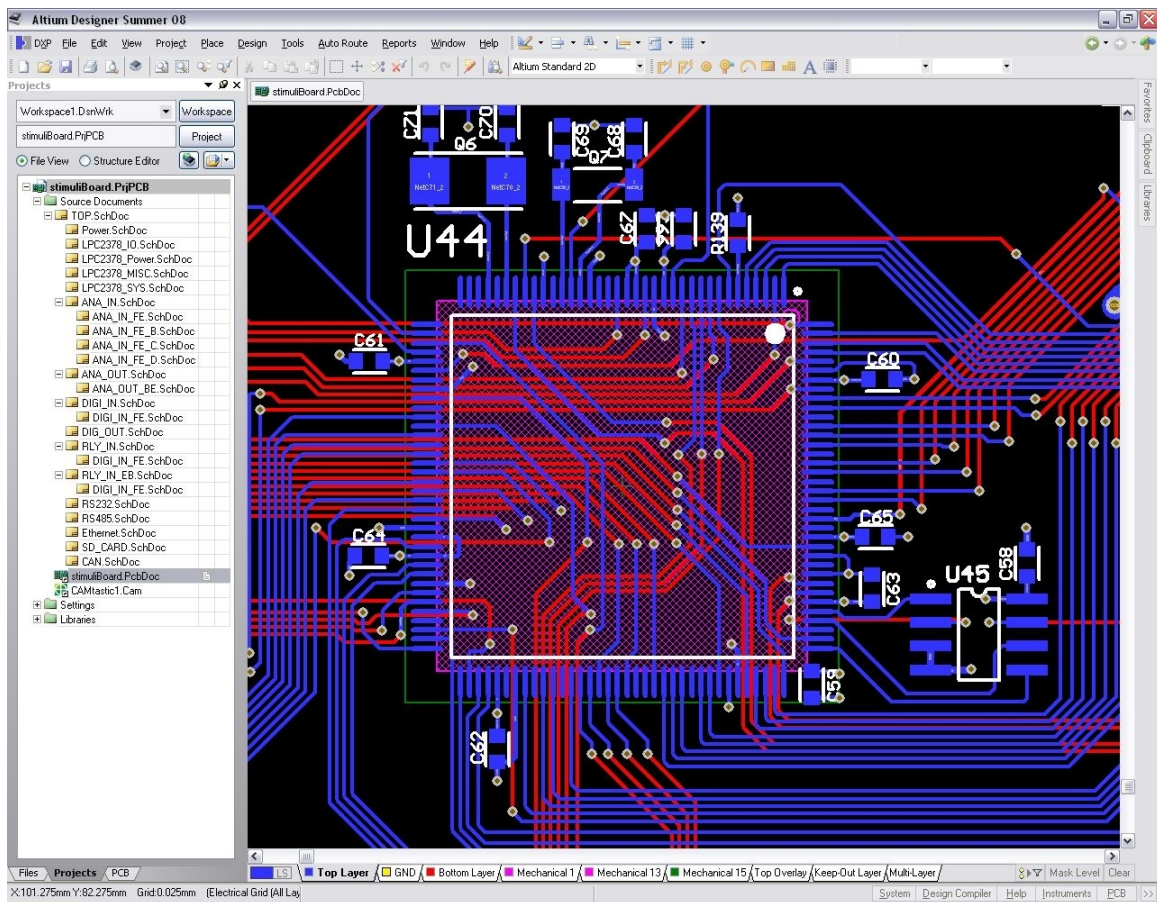 Altium Designer Summer 08
DXP File Edit View Project Place Design Tools Auto Route Reports Window Help
Altium Standard 2D
Projects
stimuliBoard.PcbDoc
Workspace1.DsnWrk Workspace
stimuliBoard.PrjPCB Project
File View Structure Editor
stimuliBoard.PrjPCB
Source Documents
TOP.SchDoc
Power.SchDoc
LPC2378_IO.SchDoc
LPC2378_Power.SchDoc
LPC2378_MISC.SchDoc
LPC2378_SYS.SchDoc
ANA_IN.SchDoc
ANA_IN_FE.SchDoc
ANA_IN_FE_B.SchDoc
ANA_IN_FE_C.SchDoc
ANA_IN_FE_D.SchDoc
ANA_OUT.SchDoc
ANA_OUT_BE.SchDoc
DIGI_IN.SchDoc
DIGI_IN_FE.SchDoc
DIG_OUT.SchDoc
RLY_IN.SchDoc
DIGI_IN_FE.SchDoc
RLY_IN_EB.SchDoc
DIGI_IN_FE.SchDoc
RS232.SchDoc
RS485.SchDoc
Ethernet.SchDoc
SD_CARD.SchDoc
CAN.SchDoc
stimuliBoard.PcbDoc
CAMtastic1.Cam
Settings
Libraries
C71
Q6
C70
C69
Q7
C68
1
NetC71_2
2
NetC70_2
U44
C67
R139
C61
C60
C64
C65
C63
C58
U45
C59
C62
Favorites
Clipboard
Libraries
Files Projects PCB
LS Top Layer GND Bottom Layer Mechanical 1 Mechanical 13 Mechanical 15 Top Overlay Keep-Out Layer Multi-Layer Mask Level Clear
X:101.275mm Y:82.275mm Grid:0.025mm (Electrical Grid (All Lay
System Design Compiler Help Instruments PCB >>